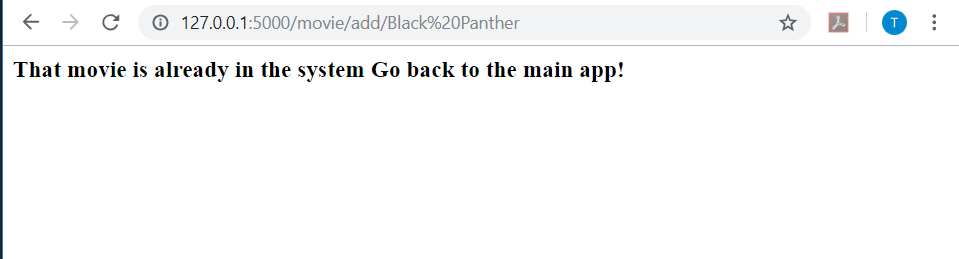 127.0.0.1:5000/movie/add/Black%20Panther
T
That movie is already in the system Go back to the main app!